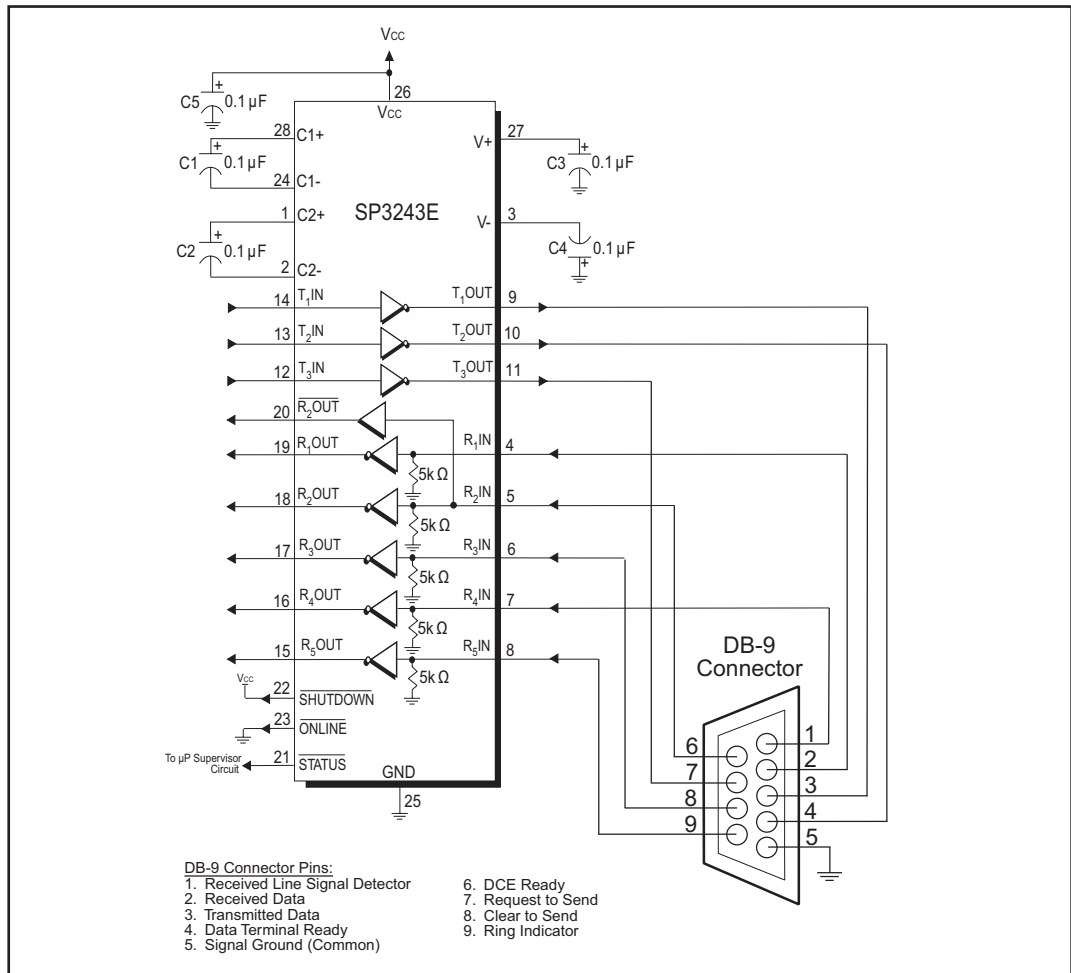 VCC
26
VCC
C5
+
0.1 µF
28
C1+
C1
+
0.1 µF
24
C1-
1
C2+
C2
+
0.1 µF
2
C2-
SP3243E
V+
27
C3
+
0.1 µF
V-
3
C4
0.1 µF
+
14
T1IN
T1OUT
9
13
T2IN
T2OUT
10
12
T3IN
T3OUT
11
20
R2OUT
19
R1OUT
R1IN
4
5k Ω
18
R2OUT
R2IN
5
5k Ω
17
R3OUT
R3IN
6
5k Ω
16
R4OUT
R4IN
7
5k Ω
15
R5OUT
R5IN
8
5k Ω
VCC
22
SHUTDOWN
23
ONLINE
To µP Supervisor
Circuit
21
STATUS
GND
25
DB-9
Connector
6
7
8
9
1
2
3
4
5
DB-9 Connector Pins:
1. Received Line Signal Detector
2. Received Data
3. Transmitted Data
4. Data Terminal Ready
5. Signal Ground (Common)
6. DCE Ready
7. Request to Send
8. Clear to Send
9. Ring Indicator